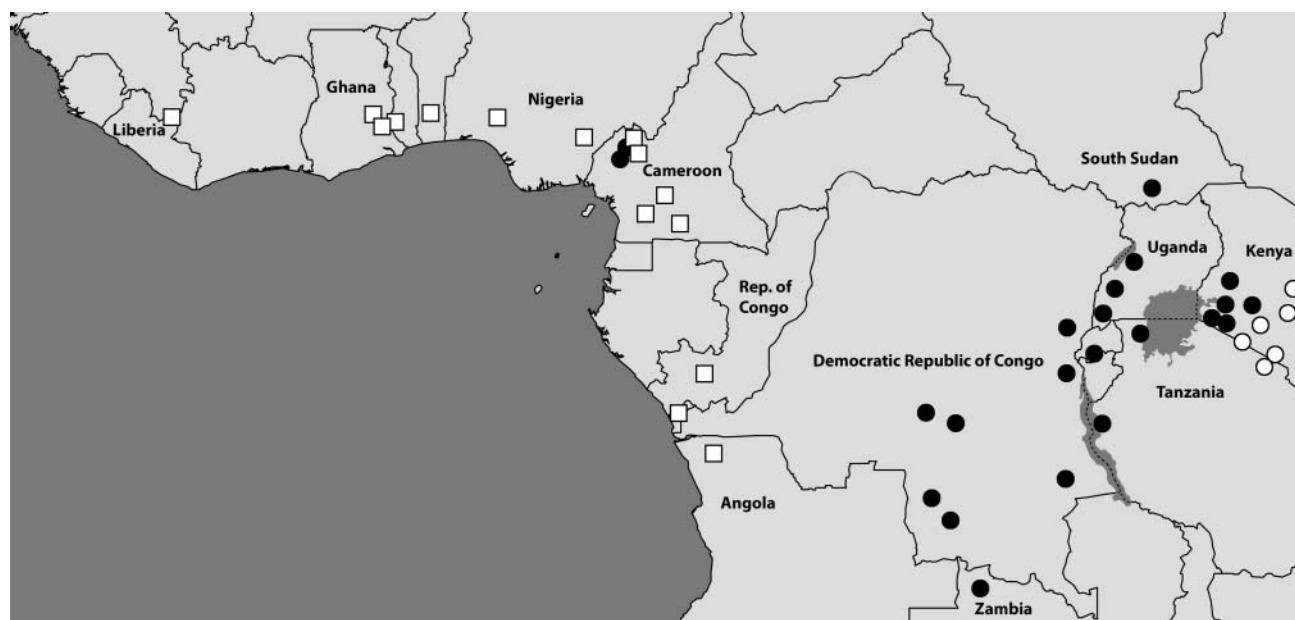 Ghana
Nigeria
Liberia
Cameroon
South Sudan
Uganda
Kenya
Rep. of
Congo
Democratic Republic of Congo
Tanzania
Angola
Zambia